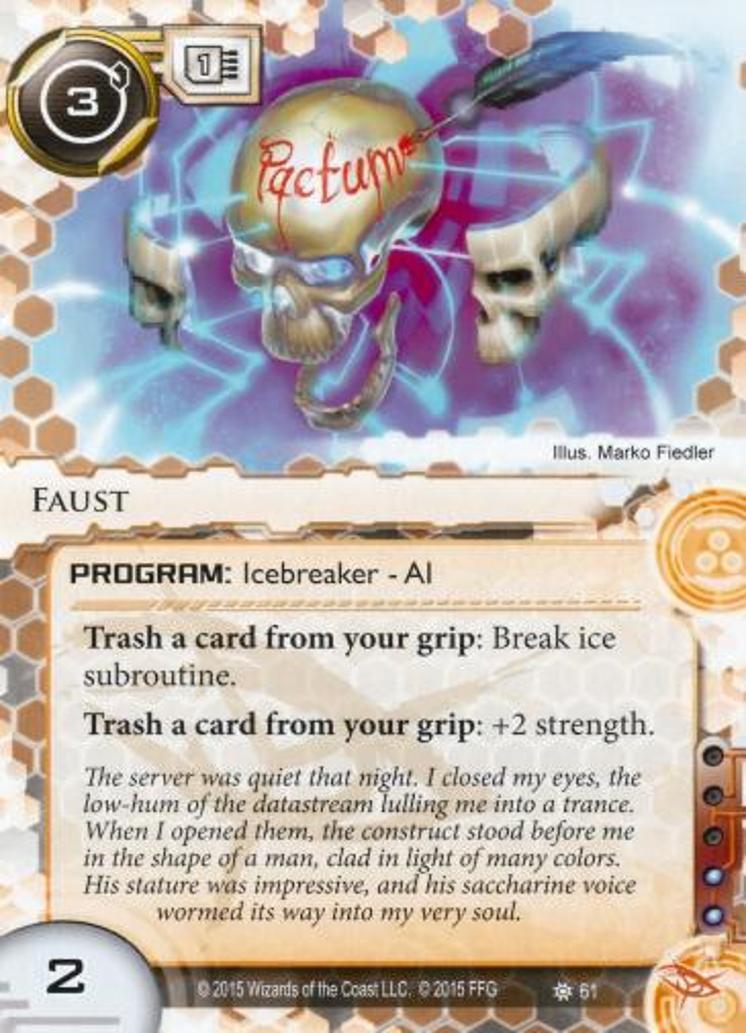 3
1
Pactum
Illus. Marko Fiedler
FAUST
PROGRAM: Icebreaker - AI
Trash a card from your grip: Break ice
subroutine.
Trash a card from your grip: +2 strength.
The server was quiet that night. I closed my eyes, the
low-hum of the datastream lulling me into a trance.
When I opened them, the construct stood before me
in the shape of a man, clad in light of many colors.
His stature was impressive, and his saccharine voice
wormed its way into my very soul.
2
© 2015 Wizards of the Coast LLC. © 2015 FFG
61